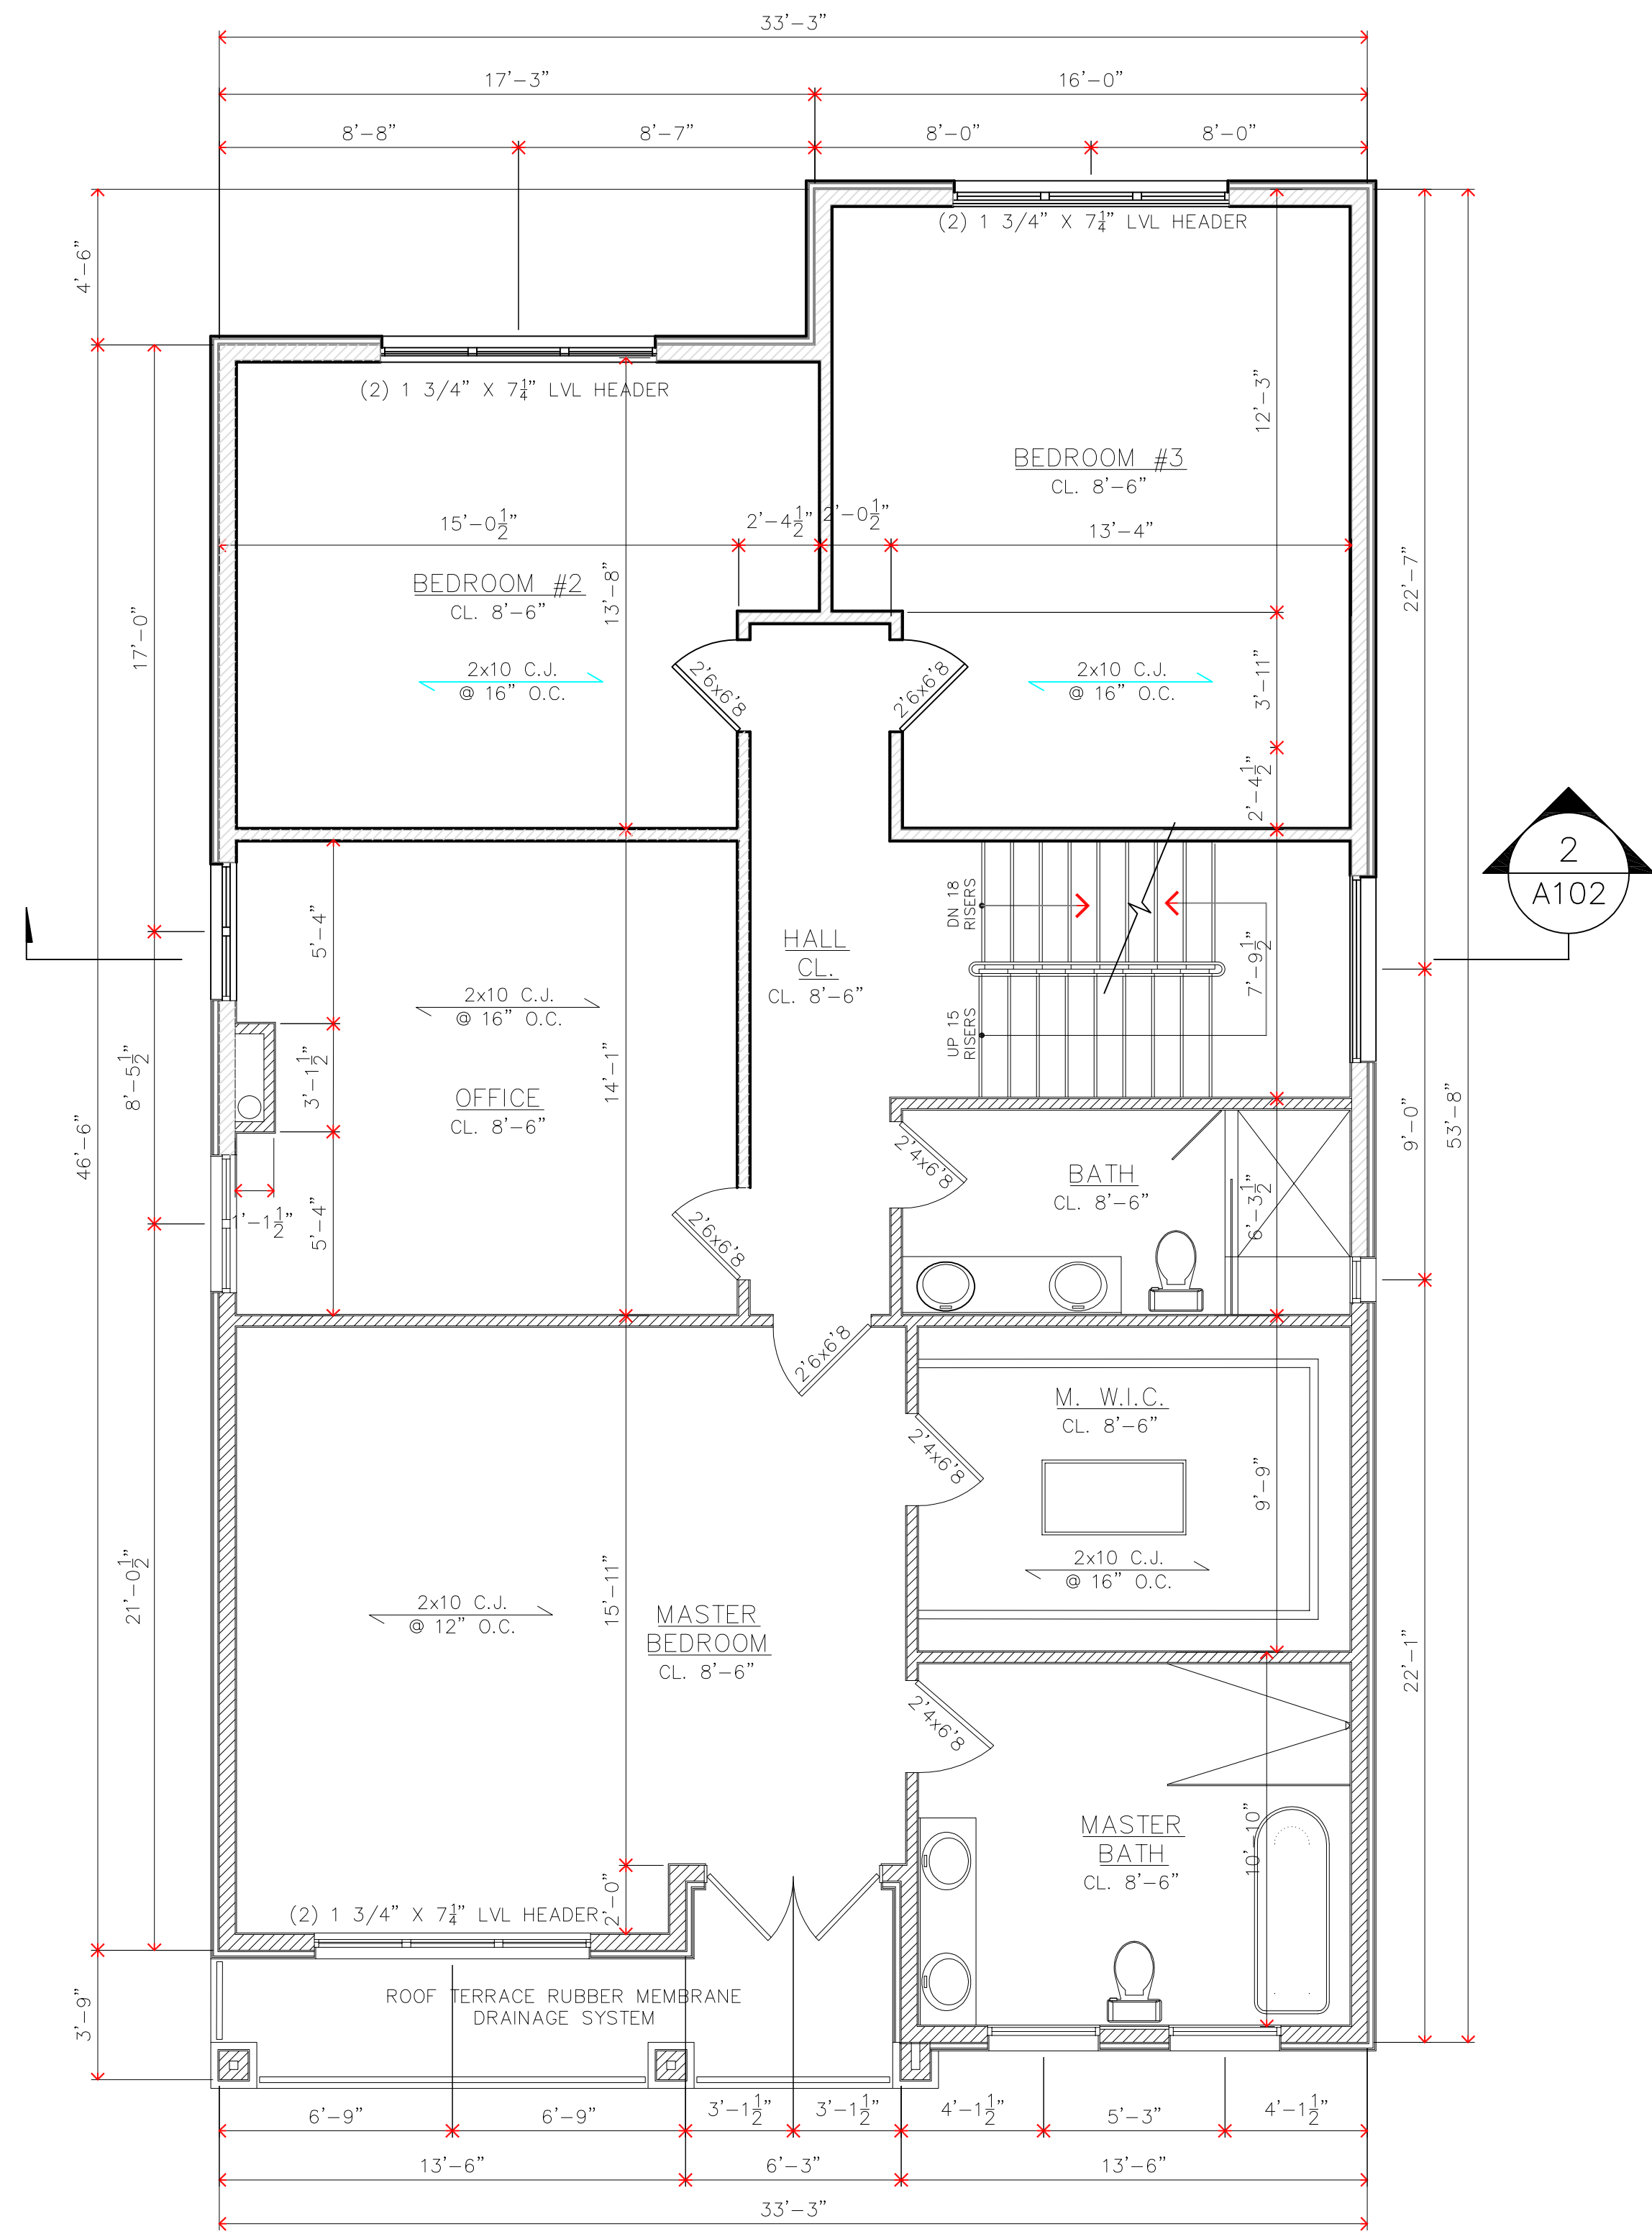 33'-3"
17'-3" 16'-0"
8'-8" 8'-7" 8'-0" 8'-0"
(2) 1 3/4" X 7¼" LVL HEADER
4'-6"
(2) 1 3/4" X 7¼" LVL HEADER
12'-3"
BEDROOM #3
CL. 8'-6"
15'-0½" 2'-4½" 2'-0½" 13'-4"
BEDROOM #2
CL. 8'-6"
13'-8"
22'-7"
17'-0"
2x10 C.J.
@ 16" O.C.
2'6x6'8
2'6x6'8
2x10 C.J.
@ 16" O.C.
3'-11"
2'-4½"
2
A102
DN 18
RISERS
5'-4"
HALL
CL.
CL. 8'-6"
7'-9½"
2x10 C.J.
@ 16" O.C.
UP 15
RISERS
8'-5½"
3'-1½"
14'-1"
OFFICE
CL. 8'-6"
46'-6"
9'-0"
53'-8"
2'4x6'8
BATH
CL. 8'-6"
6'-3½"
1'-1½"
5'-4"
2'6x6'8
2'6x6'8
M. W.I.C.
CL. 8'-6"
2'4x6'8
9'-9"
21'-0½"
15'-11"
2x10 C.J.
@ 16" O.C.
2x10 C.J.
@ 12" O.C.
MASTER
BEDROOM
CL. 8'-6"
22'-1"
2'4x6'8
MASTER
BATH
CL. 8'-6"
10'-10"
(2) 1 3/4" X 7¼" LVL HEADER
2'-0"
3'-9"
ROOF TERRACE RUBBER MEMBRANE
DRAINAGE SYSTEM
6'-9" 6'-9" 3'-1½" 3'-1½" 4'-1½" 5'-3" 4'-1½"
13'-6" 6'-3" 13'-6"
33'-3"